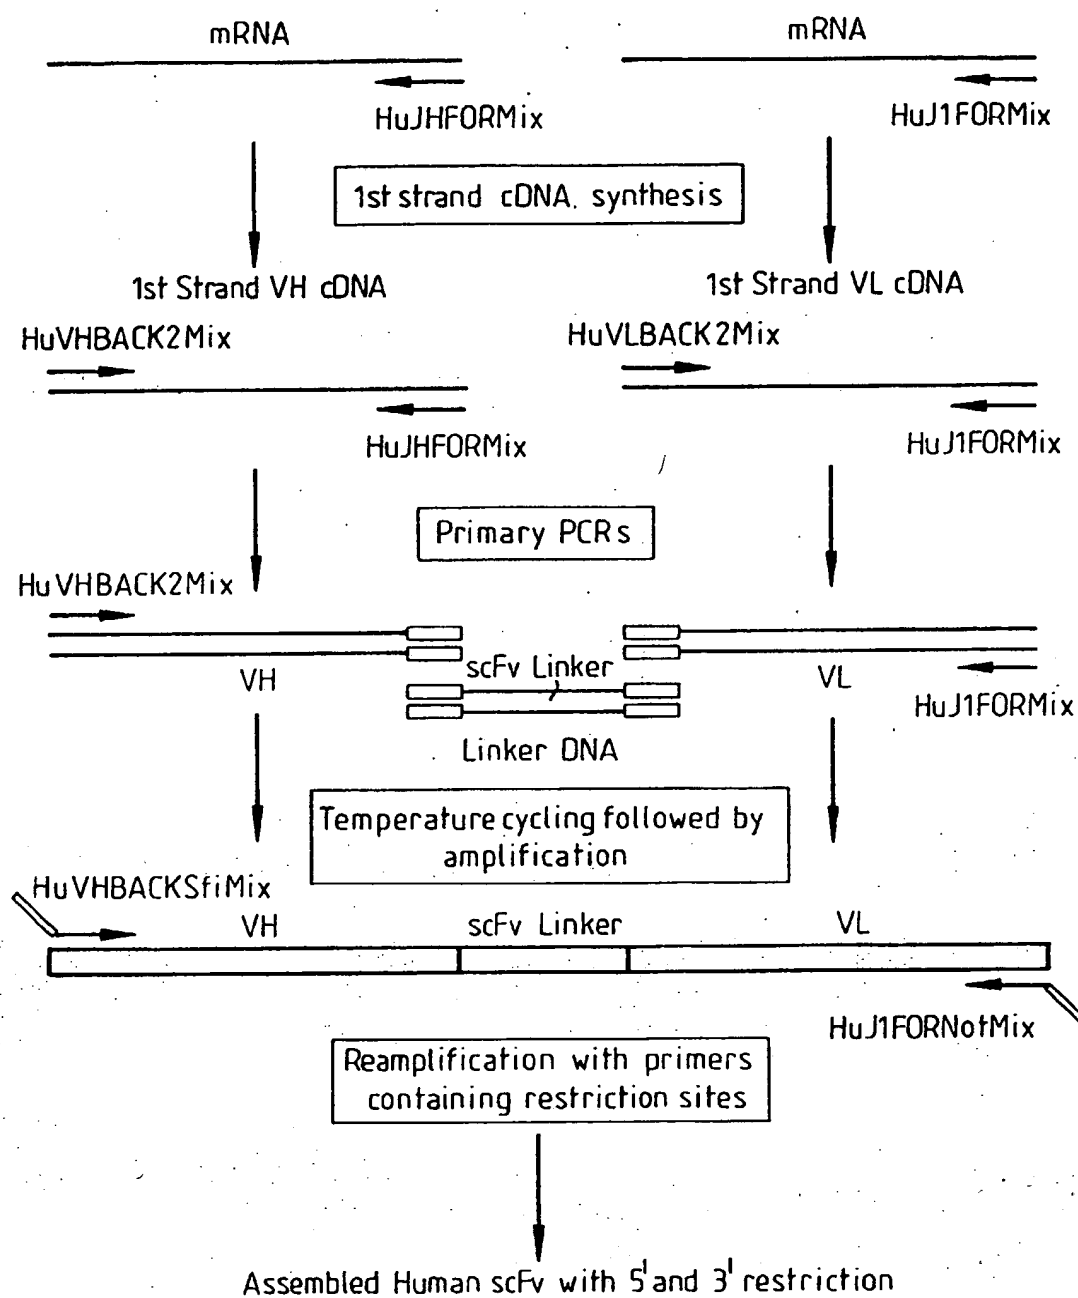 mRNA
mRNA
HuJHFORMix
HuJ1FORMix
1st strand cDNA. synthesis
1st Strand VH cDNA
1st Strand VL cDNA
HuVHBACK2Mix
HuVLBACK2Mix
HuJHFORMix
HuJ1FORMix
Primary PCRs
HuVHBACK2Mix
scFv Linker
VH
VL
HuJ1FORMix
Linker DNA
Temperature cycling followed by
amplification
HuVHBACKSfiMix
VH
scFv Linker
VL
HuJ1FORNotMix
Reamplification with primers
containing restriction sites
Assembled Human scFv with 5' and 3' restriction